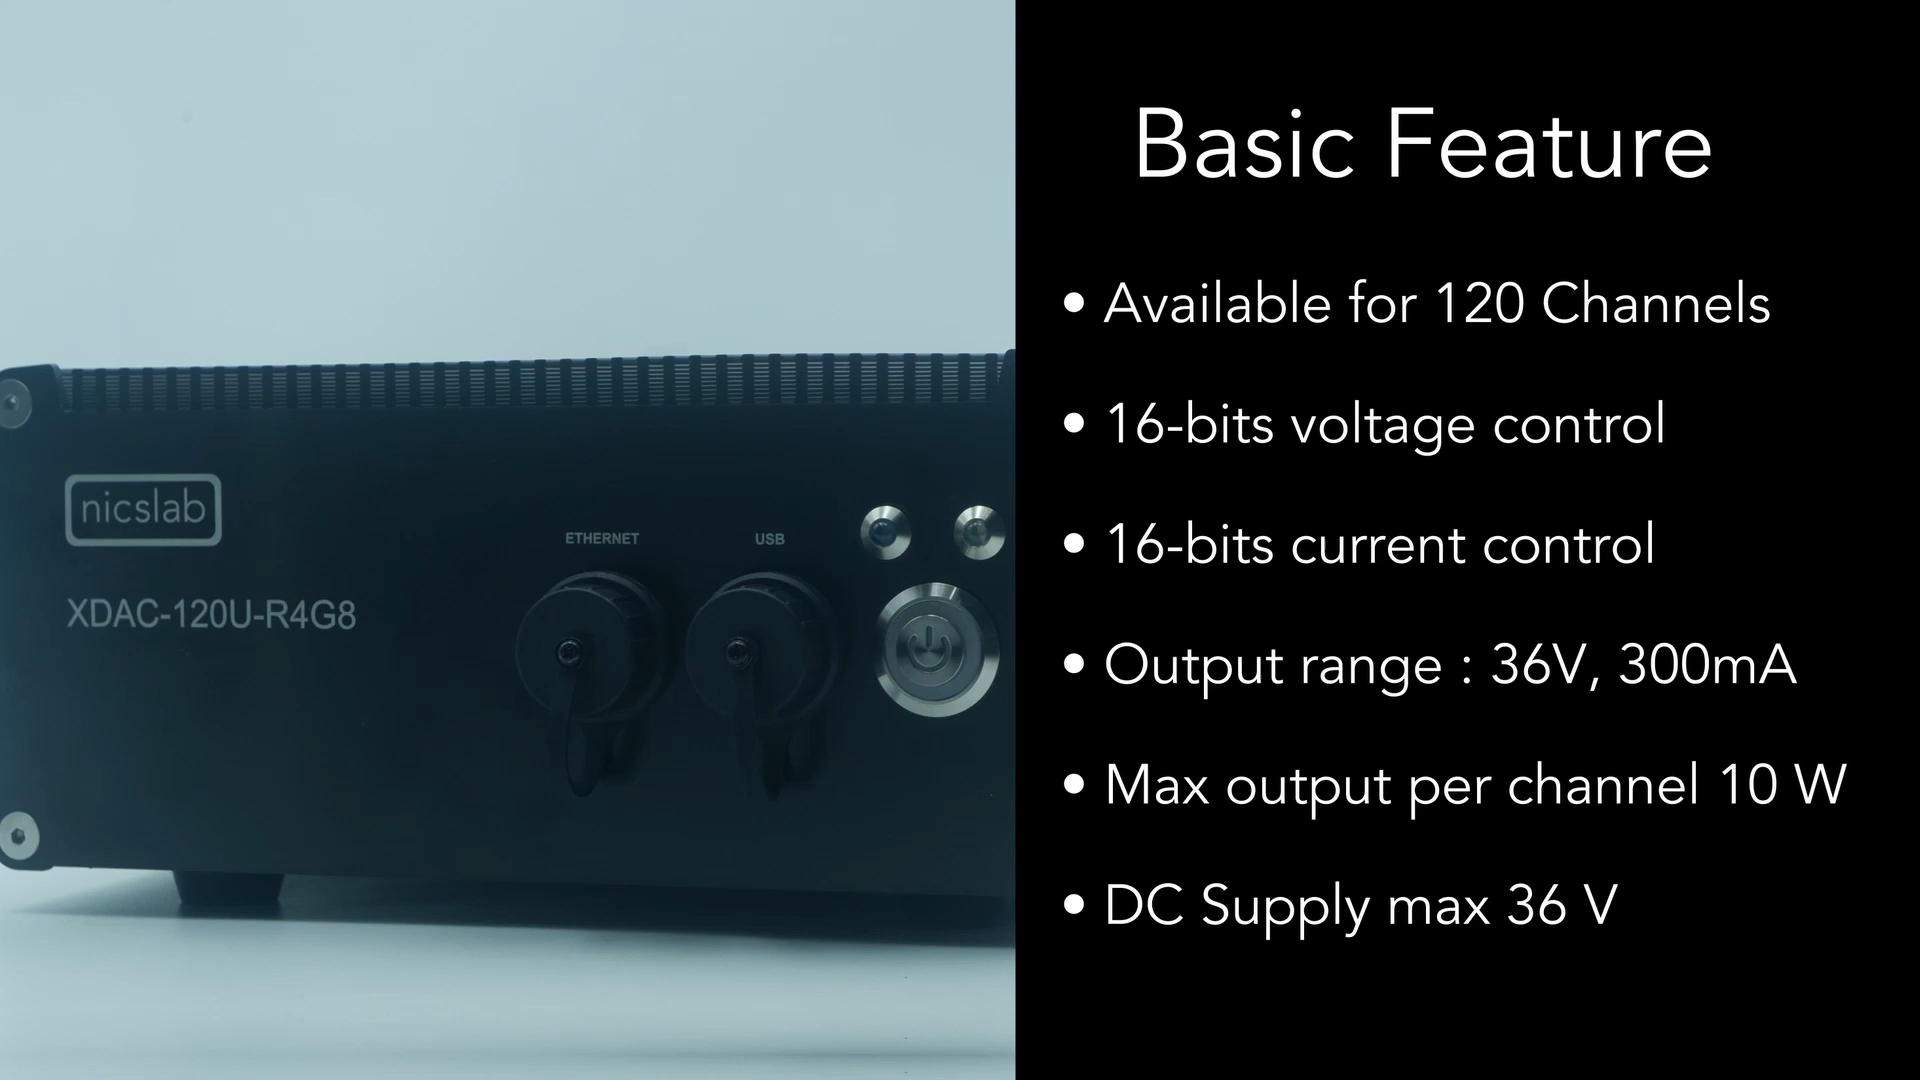 nicslab
XDAC-120U-R4G8
ETHERNET
USB
Basic Feature
• Available for 120 Channels
• 16-bits voltage control
• 16-bits current control
• Output range : 36V, 300mA
• Max output per channel 10 W
• DC Supply max 36 V